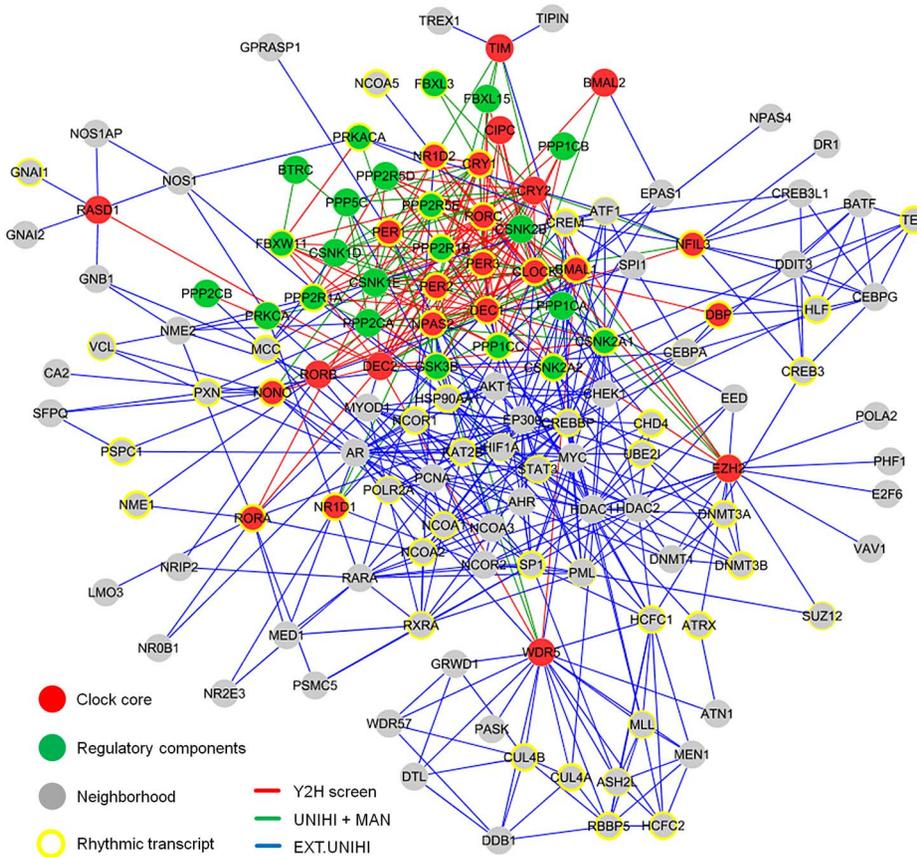 TREX1
TIPIN
GPRASP1
TIM
NCOA5
FBXL3
FBXL15
BMAL2
NPAS4
NOS1AP
PRKACA
CIPC
PPP1CB
DR1
GNAI1
NOS1
BTRC
PPP2R5D
NR1D2
CRY1
CRY2
EPAS1
CREB3L1
BATF
RASD1
PPP5C
PPP2R5E
RORC
CSNK2B
CREM
ATF1
TE
GNAI2
FBXW11
CSNK1D
PER1
PPP2R1B
PER3
CLOCK
BMAL1
SPI1
NFIL3
DDIT3
GNB1
PPP2CB
PPP2R1A
CSNK1E
PER2
DEC1
PPP1CA
DBP
HLF
CEBPG
NME2
PRKCA
PPP2CA
NPAS2
VCL
MCC
PPP1CC
CSNK2A1
CEBPA
CA2
RORB
DEC2
GSK3B
CSNK2A2
CREB3
PXN
NONO
AKT1
CHEK1
EED
SFPQ
MYOD1
HSP90AA1
NCOR1
EP300
CREBBP
CHD4
POLA2
PSPC1
AR
KAT2B
HIF1A
MYC
UBE2I
EZH2
PHF1
STAT3
PCNA
NME1
POLR2A
AHR
HDAC1
HDAC2
E2F6
RORA
NR1D1
NCOA1
NCOA3
DNMT3A
NCOA2
VAV1
NRIP2
RARA
NCOR2
SP1
PML
DNMT1
DNMT3B
LMO3
RXRA
HCFC1
ATRX
SUZ12
NR0B1
MED1
WDR5
GRWD1
NR2E3
PSMC5
Clock core
WDR57
PASK
MLL
ATN1
Regulatory components
CUL4B
MEN1
DTL
CUL4A
ASH2L
Neighborhood
Y2H screen
UNIHI + MAN
RBBP5
HCFC2
Rhythmic transcript
EXT.UNIHI
DDB1